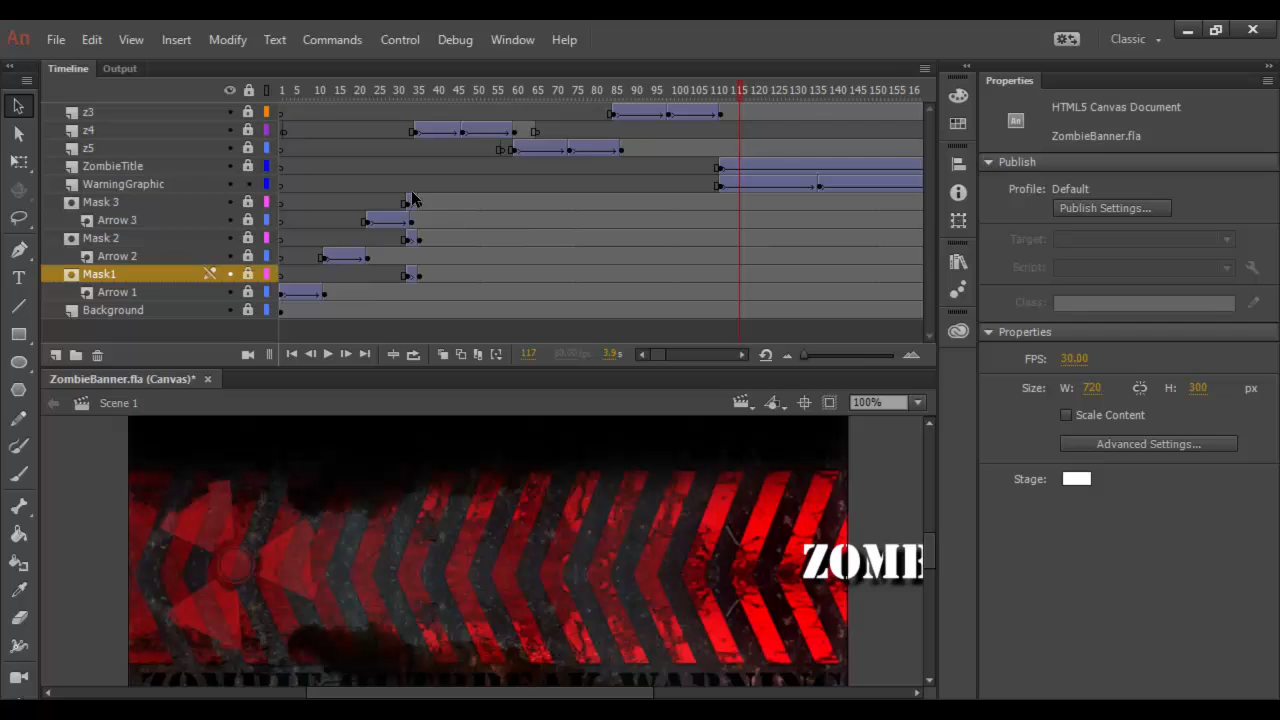 An File Edit View Insert Modify Text Commands Control Debug Window Help Classic
Timeline Output
1 5 10 15 20 25 30 35 40 45 50 55 60 65 70 75 80 85 90 95 100 105 110 115 120 125 130 135 140 145 150 155 16
z3
z4
z5
ZombieTitle
WarningGraphic
Mask 3
Arrow 3
Mask 2
Arrow 2
Mask1
Arrow 1
Background
117 30.00 fps 3.9 s
ZombieBanner.fla (Canvas)* ×
Scene 1 100%
ZOMB
Properties
An HTML5 Canvas Document
ZombieBanner.fla
Publish
Profile: Default
Publish Settings...
Target:
Script:
Class:
Properties
FPS: 30.00
Size: W: 720 H: 300 px
Scale Content
Advanced Settings...
Stage: